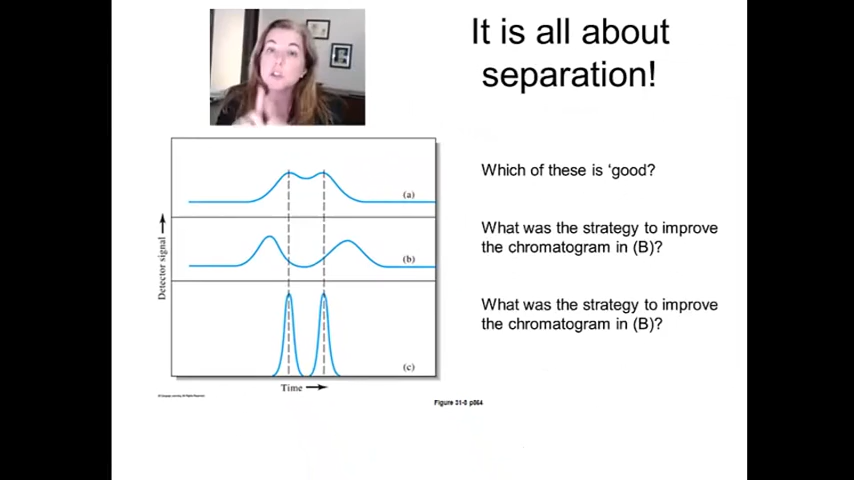 It is all about
separation!
Which of these is ‘good?
What was the strategy to improve
the chromatogram in (B)?
What was the strategy to improve
the chromatogram in (B)?
(a)
(b)
(c)
Detector signal
Time
Figure 31-5 p864